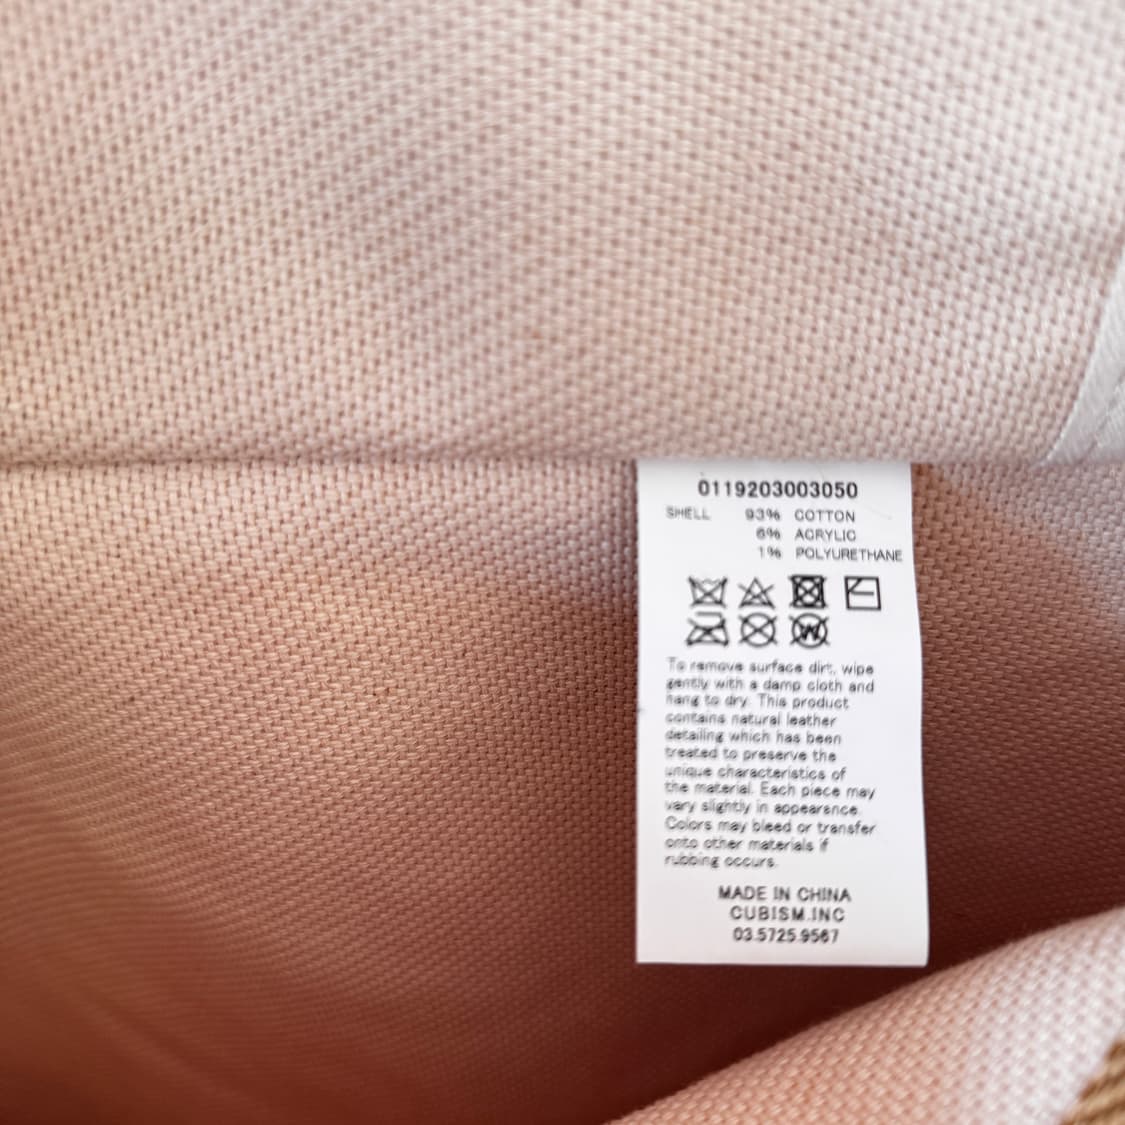 0119203003050
SHELL 93% COTTON
6% ACRYLIC
1% POLYURETHANE
W
To remove surface dirt, wipe
gently with a damp cloth and
hang to dry. This product
contains natural leather
detailing which has been
treated to preserve the
unique characteristics of
the material. Each piece may
vary slightly in appearance.
Colors may bleed or transfer
onto other materials if
rubbing occurs.
MADE IN CHINA
CUBISM.INC
03.5725.9567